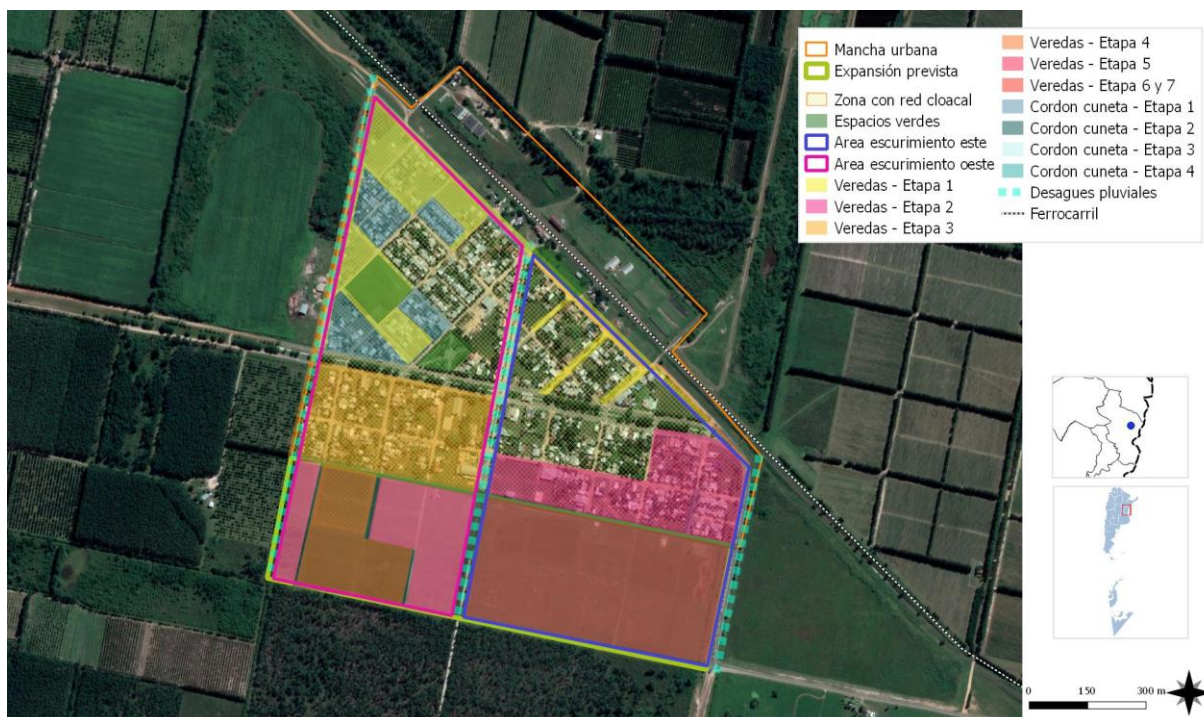 Mancha urbana
Expansión prevista
Zona con red cloacal
Espacios verdes
Area escurimiento este
Area escurimiento oeste
Veredas - Etapa 1
Veredas - Etapa 2
Veredas - Etapa 3
Veredas - Etapa 4
Veredas - Etapa 5
Veredas - Etapa 6 y 7
Cordon cuneta - Etapa 1
Cordon cuneta - Etapa 2
Cordon cuneta - Etapa 3
Cordon cuneta - Etapa 4
Desagues pluviales
Ferrocarril
0 150 300 m